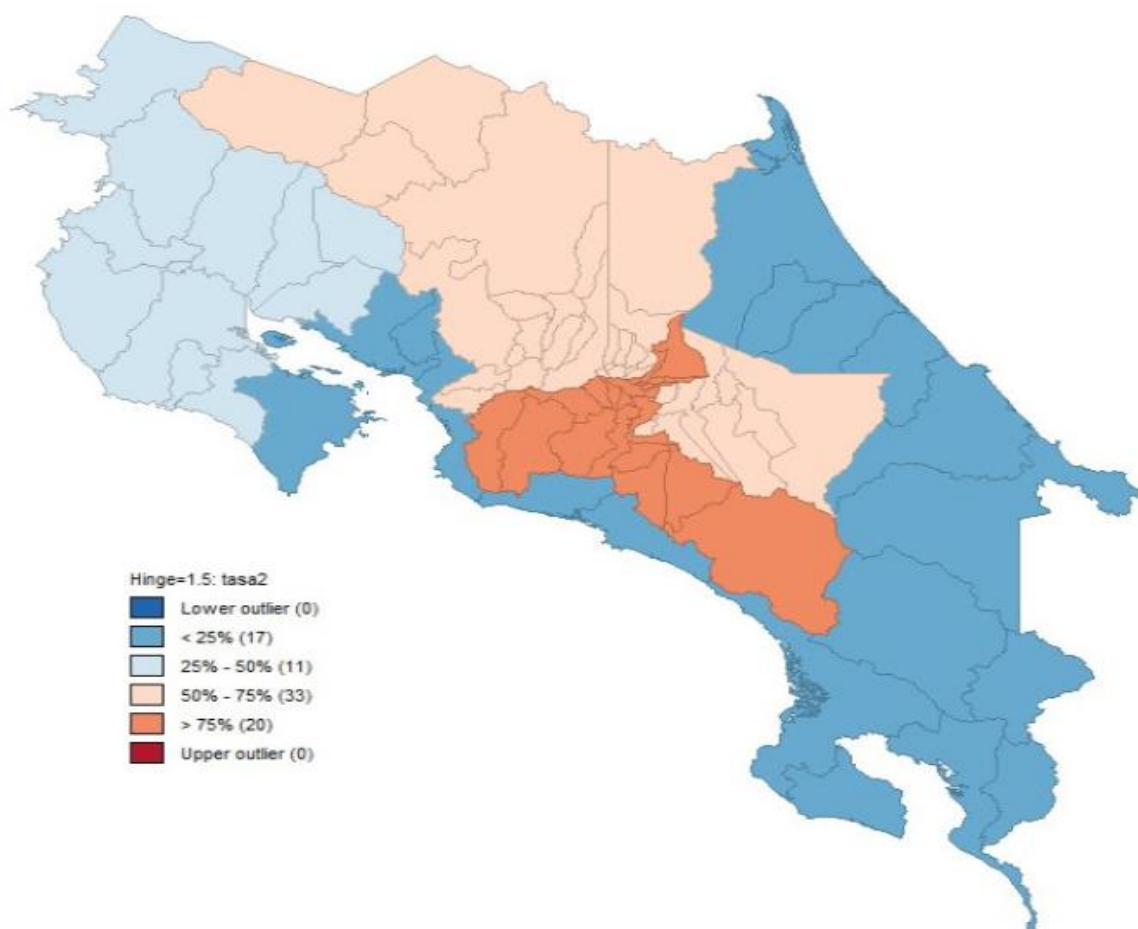 Hinge=1.5: tasa2
Lower outlier (0)
< 25% (17)
25% - 50% (11)
50% - 75% (33)
> 75% (20)
Upper outlier (0)